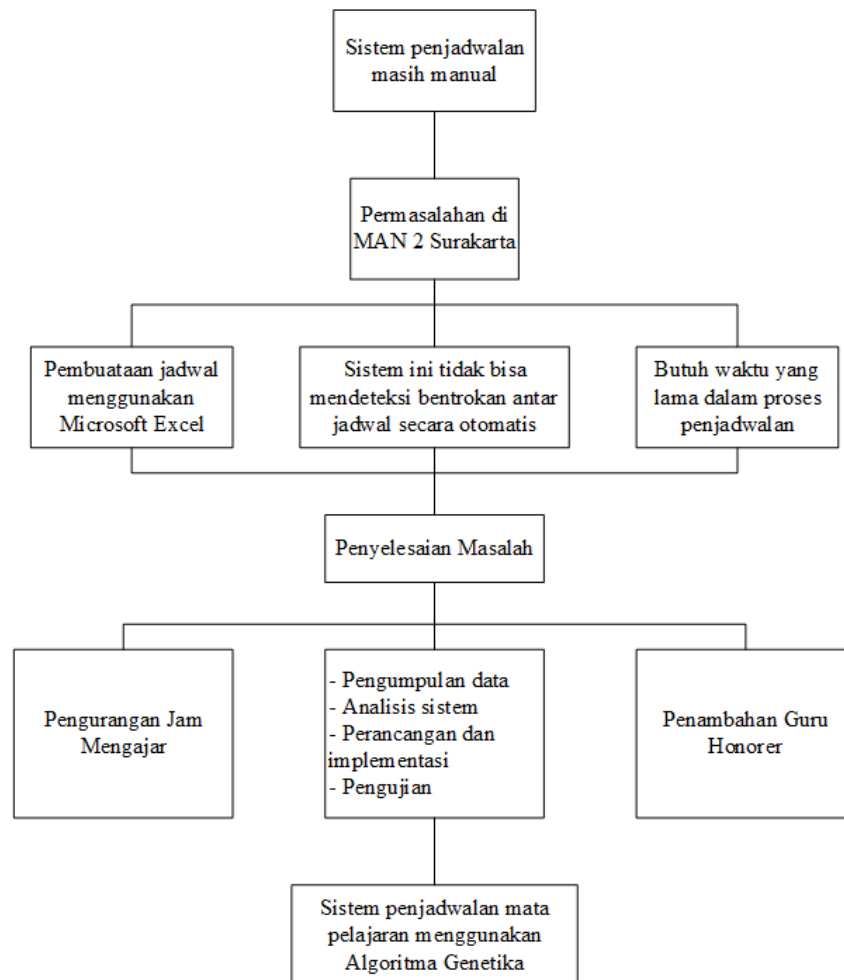 Sistem penjadwalan
masih manual
Permasalahan di
MAN 2 Surakarta
Pembuataan jadwal
menggunakan
Microsoft Excel
Sistem ini tidak bisa
mendeteksi bentrokan antar
jadwal secara otomatis
Butuh waktu yang
lama dalam proses
penjadwalan
Penyelesaian Masalah
Pengurangan Jam
Mengajar
- Pengumpulan data
- Analisis sistem
- Perancangan dan
implementasi
- Pengujian
Penambahan Guru
Honorer
Sistem penjadwalan mata
pelajaran menggunakan
Algoritma Genetika